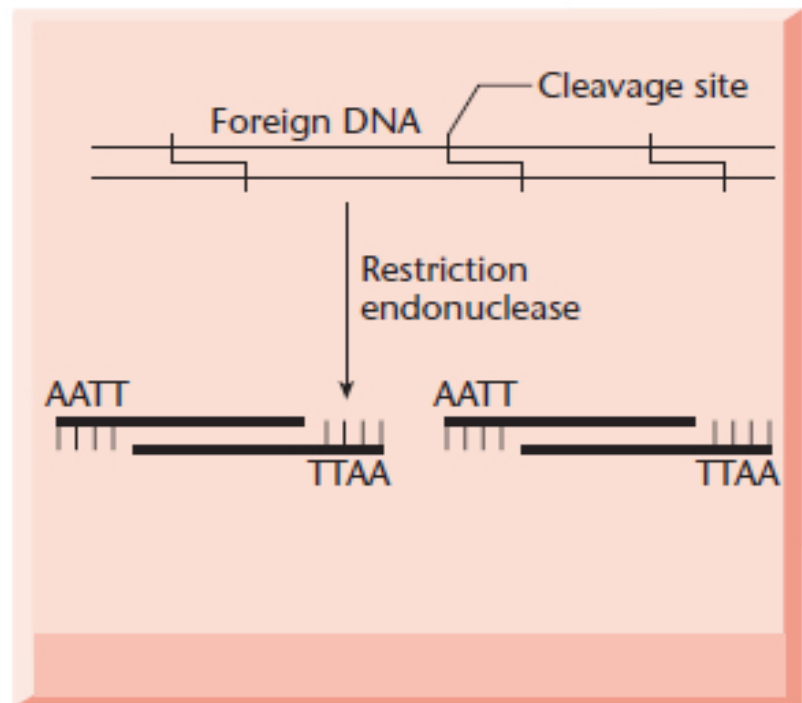 Cleavage site
Foreign DNA
Restriction
endonuclease
AATT
AATT
TTAA
TTAA